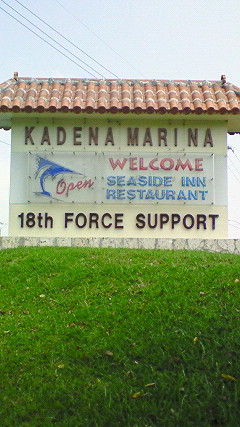 KADENA MARINA
WELCOME
Open
SEASIDE INN
RESTAURANT
18th FORCE SUPPORT